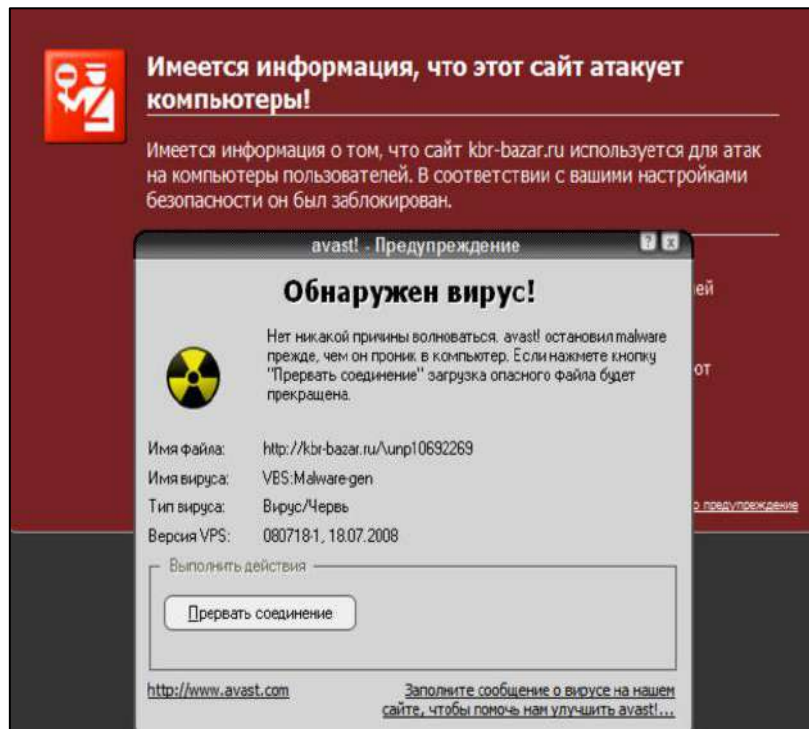 Имеется информация, что этот сайт атакует
компьютеры!
Имеется информация о том, что сайт kbr-bazar.ru используется для атак
на компьютеры пользователей. В соответствии с вашими настройками
безопасности он был заблокирован.
avast! - Предупреждение
Обнаружен вирус!
Нет никакой причины волноваться. avast! остановил malware
прежде, чем он проник в компьютер. Если нажмете кнопку
"Прервать соединение" загрузка опасного файла будет
прекращена.
Имя файла: http://kbr-bazar.ru/\unp10692269
Имя вируса: VBS:Malware-gen
Тип вируса: Вирус/Червь
Версия VPS: 080718-1, 18.07.2008
Выполнить действия
Прервать соединение
http://www.avast.com
Заполните сообщение о вирусе на нашем
сайте, чтобы помочь нам улучшить avast!...
ей
от
предупреждение